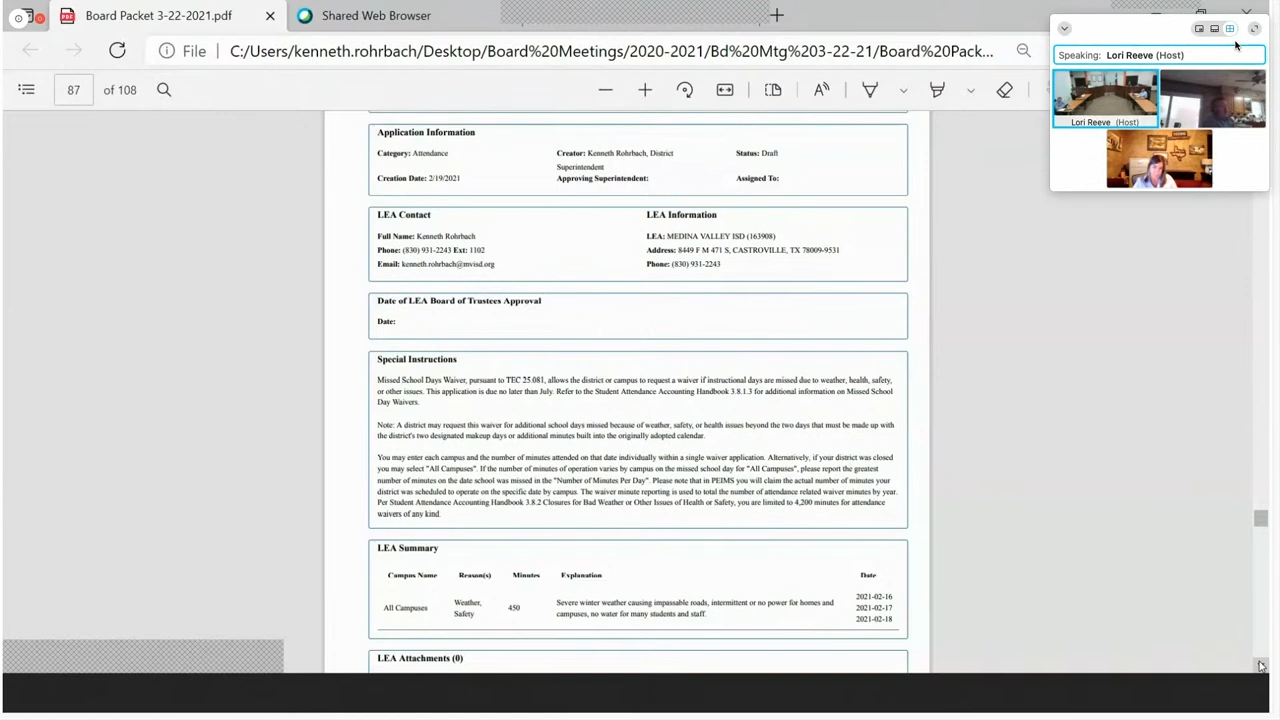 Board Packet 3-22-2021.pdf
Shared Web Browser
File
C:/Users/kenneth.rohrbach/Desktop/Board%20Meetings/2020-2021/Bd%20Mtg%203-22-21/Board%20Pack...
87 of 108
Speaking: Lori Reeve (Host)
Lori Reeve (Host)
Application Information
Category: Attendance
Creator: Kenneth Rohrbach, District
Superintendent
Status: Draft
Creation Date: 2/19/2021
Approving Superintendent:
Assigned To:
LEA Contact
LEA Information
Full Name: Kenneth Rohrbach
LEA: MEDINA VALLEY ISD (163908)
Phone: (830) 931-2243 Ext: 1102
Address: 8449 F M 471 S, CASTROVILLE, TX 78009-9531
Email: kenneth.rohrbach@mvisd.org
Phone: (830) 931-2243
Date of LEA Board of Trustees Approval
Date:
Special Instructions
Missed School Days Waiver, pursuant to TEC 25.081, allows the district or campus to request a waiver if instructional days are missed due to weather, health, safety,
or other issues. This application is due no later than July. Refer to the Student Attendance Accounting Handbook 3.8.1.3 for additional information on Missed School
Day Waivers.
Note: A district may request this waiver for additional school days missed because of weather, safety, or health issues beyond the two days that must be made up with
the district's two designated makeup days or additional minutes built into the originally adopted calendar.
You may enter each campus and the number of minutes attended on that date individually within a single waiver application. Alternatively, if your district was closed
you may select "All Campuses". If the number of minutes of operation varies by campus on the missed school day for "All Campuses", please report the greatest
number of minutes on the date school was missed in the "Number of Minutes Per Day". Please note that in PEIMS you will claim the actual number of minutes your
district was scheduled to operate on the specific date by campus. The waiver minute reporting is used to total the number of attendance related waiver minutes by year.
Per Student Attendance Accounting Handbook 3.8.2 Closures for Bad Weather or Other Issues of Health or Safety, you are limited to 4,200 minutes for attendance
waivers of any kind.
LEA Summary
Campus Name Reason(s) Minutes Explanation Date
All Campuses
Weather,
Safety
450
Severe winter weather causing impassable roads, intermittent or no power for homes and
campuses, no water for many students and staff.
2021-02-16
2021-02-17
2021-02-18
LEA Attachments (0)